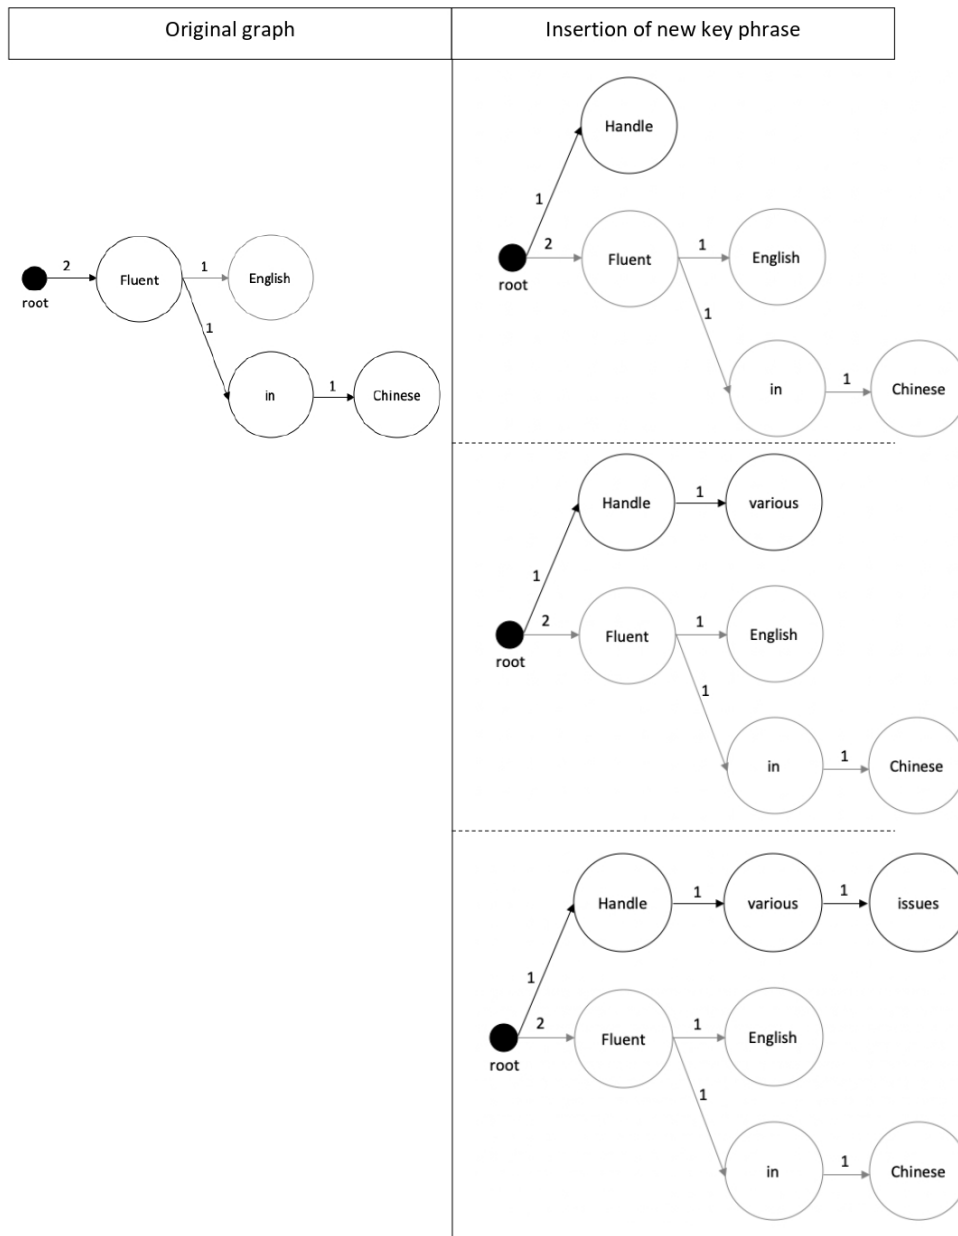 Original graph
Insertion of new key phrase
2
Fluent
1
English
root
1
in
1
Chinese
Handle
1
2
Fluent
1
English
root
1
in
1
Chinese
Handle
1
various
1
2
Fluent
1
English
root
1
in
1
Chinese
Handle
1
various
1
issues
1
2
Fluent
1
English
root
1
in
1
Chinese